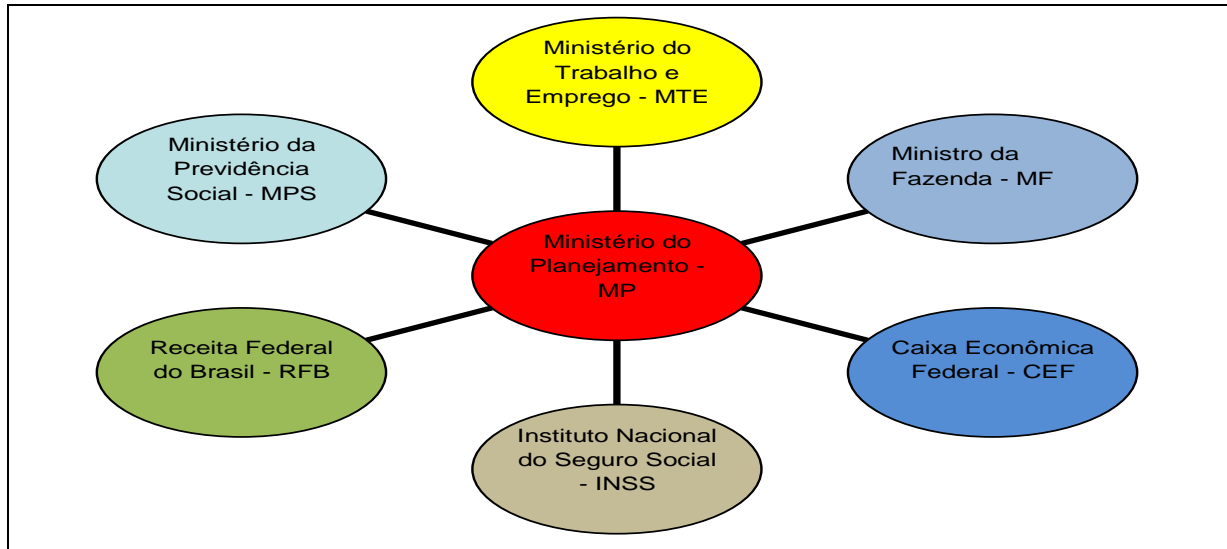 Ministério do
Trabalho e
Emprego - MTE
Ministério da
Previdência
Social - MPS
Ministro da
Fazenda - MF
Ministério do
Planejamento -
MP
Receita Federal
do Brasil - RFB
Caixa Econômica
Federal - CEF
Instituto Nacional
do Seguro Social
- INSS